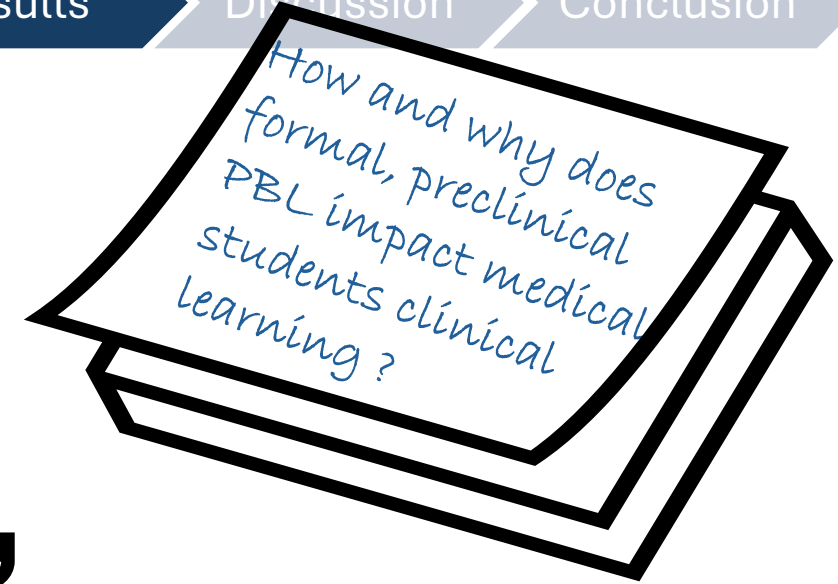 sults Discussion Conclusion
How and why does
formal, preclinical
PBL impact medical
students clinical
learning ?